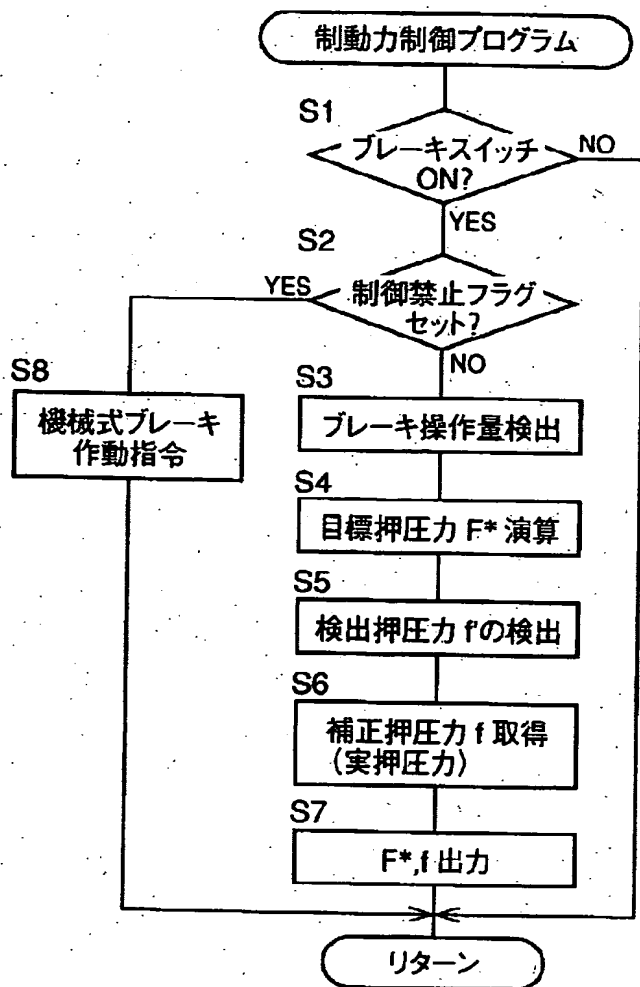 制動力制御プログラム
S1
ブレーキスイッチ
ON?
NO
YES
S2
制御禁止フラグ
セット?
YES
NO
S8
機械式ブレーキ
作動指令
S3
ブレーキ操作量検出
S4
目標押圧力 F* 演算
S5
検出押圧力 f'の検出
S6
補正押圧力 f 取得
(実押圧力)
S7
F*,f 出力
リターン